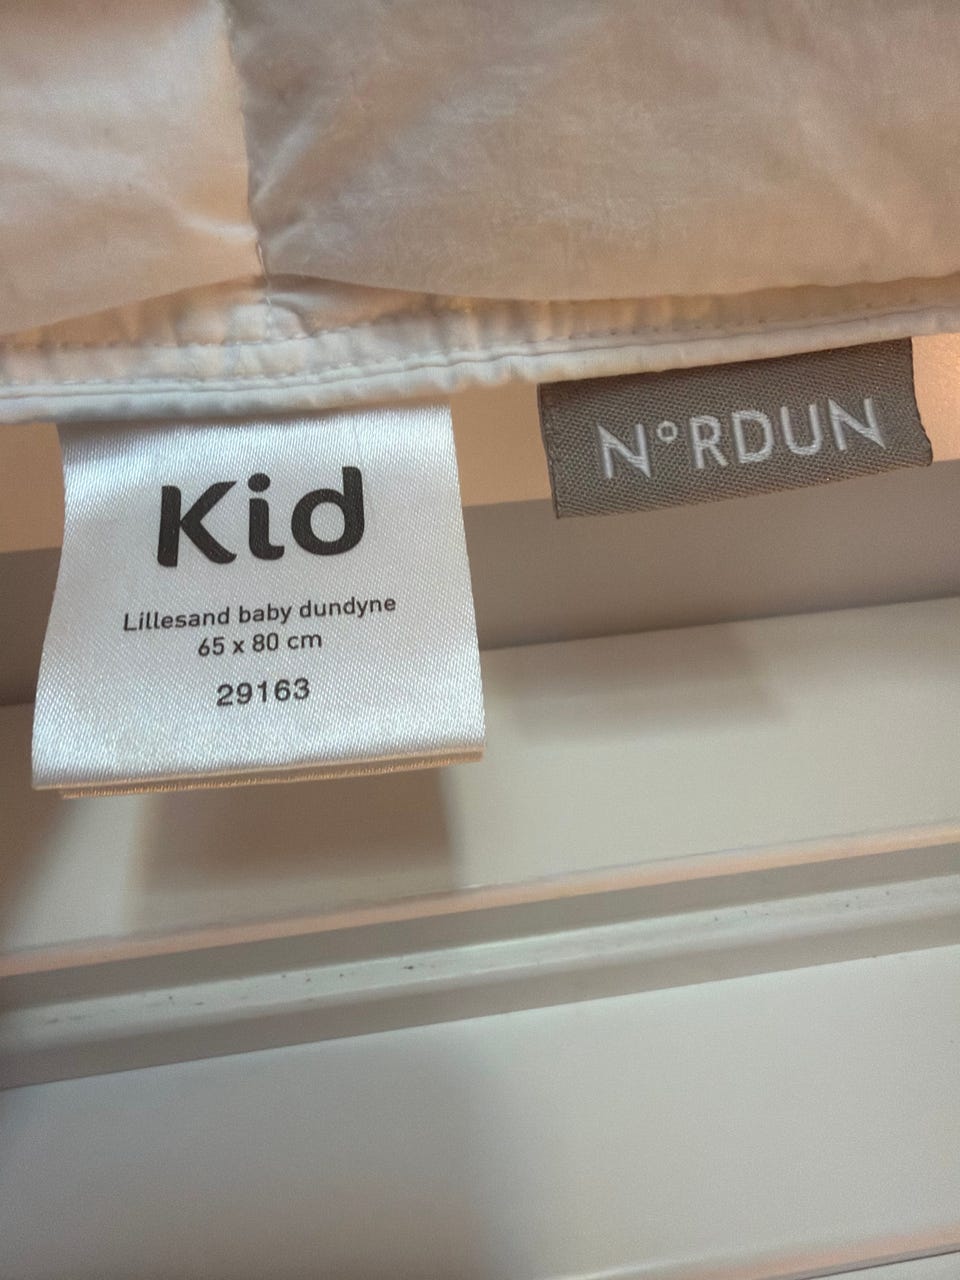 Kid
Lillesand baby dundyne
65 x 80 cm
29163
N°RDUN